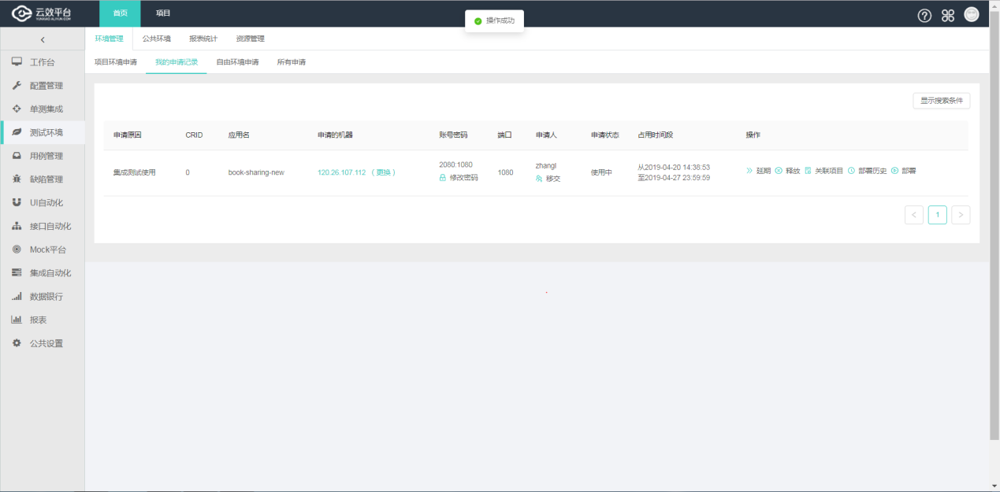 云效平台
YUNXIAO.ALIYUN.COM
首页
项目
操作成功
环境管理
公共环境
报表统计
资源管理
项目环境申请
我的申请记录
自由环境申请
所有申请
工作台
配置管理
单测集成
测试环境
用例管理
缺陷管理
UI自动化
接口自动化
Mock平台
集成自动化
数据银行
报表
公共设置
显示搜索条件
申请原因 CRID 应用名 申请的机器 账号密码 端口 申请人 申请状态 占用时间段 操作
集成测试使用 0 book-sharing-new 120.26.107.112 (更换)
2080:1080
修改密码
1080
zhangl
移交
使用中
从2019-04-20 14:38:53
至2019-04-27 23:59:59
延期 释放 关联项目 部署历史 部署
< 1 >